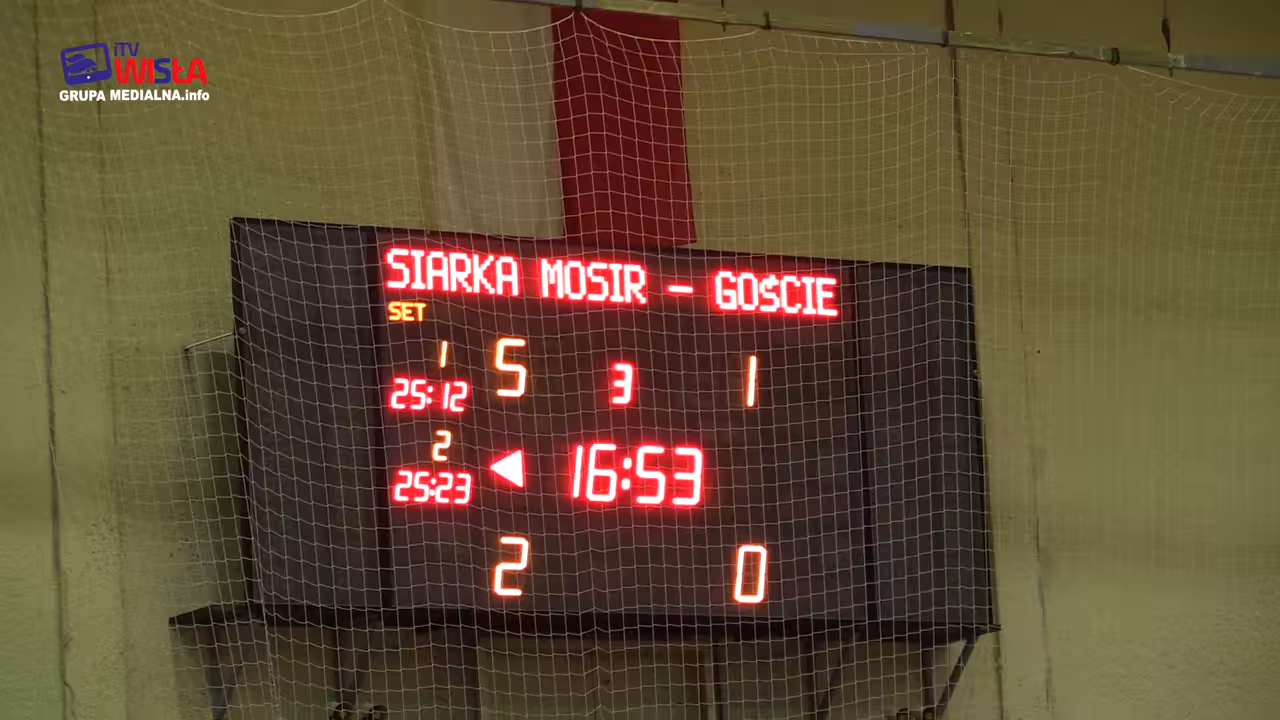 iTV
WISŁA
GRUPA MEDIALNA.info
SIARKA MOSIR - GOŚCIE
SET
1 5 3 1
25:12
2
25:23 16:53
2 0